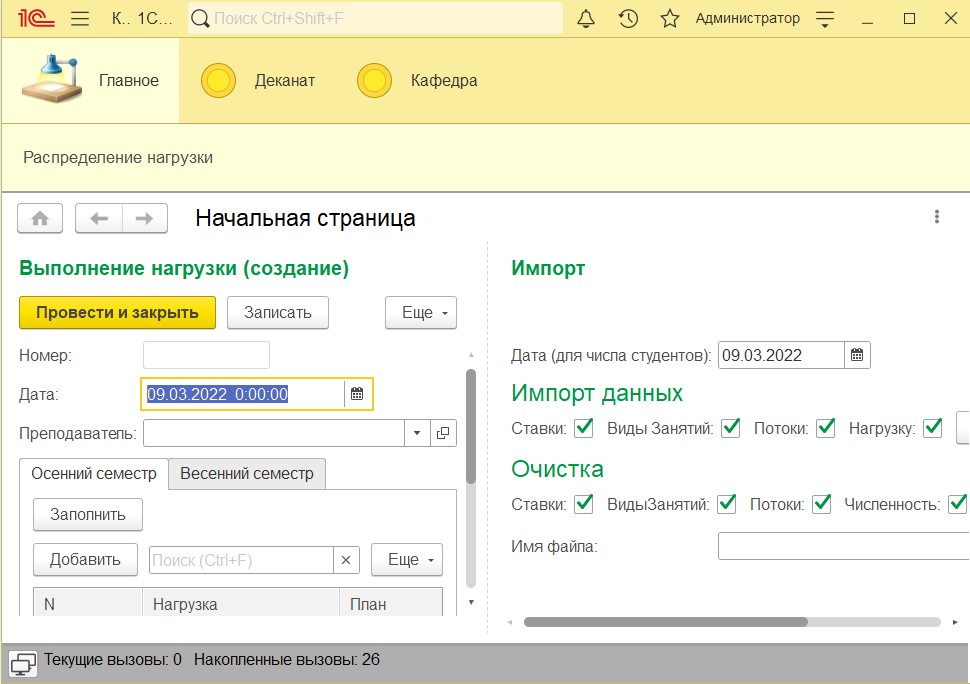 1С К.. 1С... Поиск Ctrl+Shift+F Администратор
Главное Деканат Кафедра
Распределение нагрузки
Начальная страница
Выполнение нагрузки (создание)
Провести и закрыть Записать Еще
Номер:
Дата: 09.03.2022 0:00:00
Преподаватель:
Осенний семестр Весенний семестр
Заполнить
Добавить Поиск (Ctrl+F) × Еще
N Нагрузка План
Импорт
Дата (для числа студентов): 09.03.2022
Импорт данных
Ставки: Виды Занятий: Потоки: Нагрузку:
Очистка
Ставки: ВидыЗанятий: Потоки: Численность:
Имя файла:
Текущие вызовы: 0 Накопленные вызовы: 26